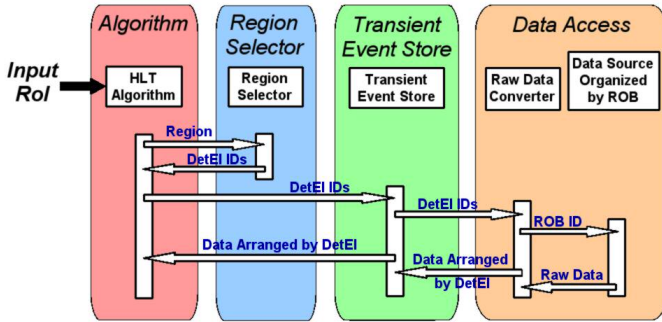 Algorithm
Region
Selector
Transient
Event Store
Data Access
Input
RoI
HLT
Algorithm
Region
Selector
Transient
Event Store
Raw Data
Converter
Data Source
Organized
by ROB
Region
DetEl IDs
DetEl IDs
DetEl IDs
ROB ID
Data Arranged by DetEl
Data Arranged
by DetEl
Raw Data